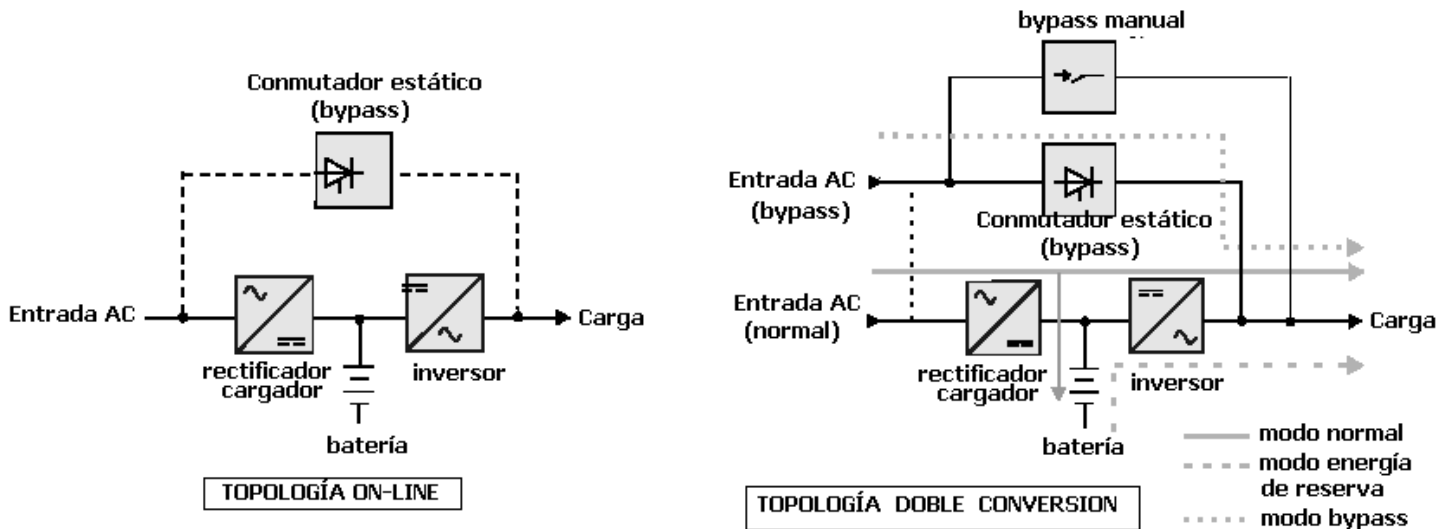 Conmutador estático
(bypass)
Entrada AC
Carga
rectificador
cargador
inversor
batería
TOPOLOGÍA ON-LINE
bypass manual
Entrada AC
(bypass)
Conmutador estático
(bypass)
Entrada AC
(normal)
Carga
rectificador
cargador
inversor
batería
modo normal
modo energía
de reserva
modo bypass
TOPOLOGÍA DOBLE CONVERSION